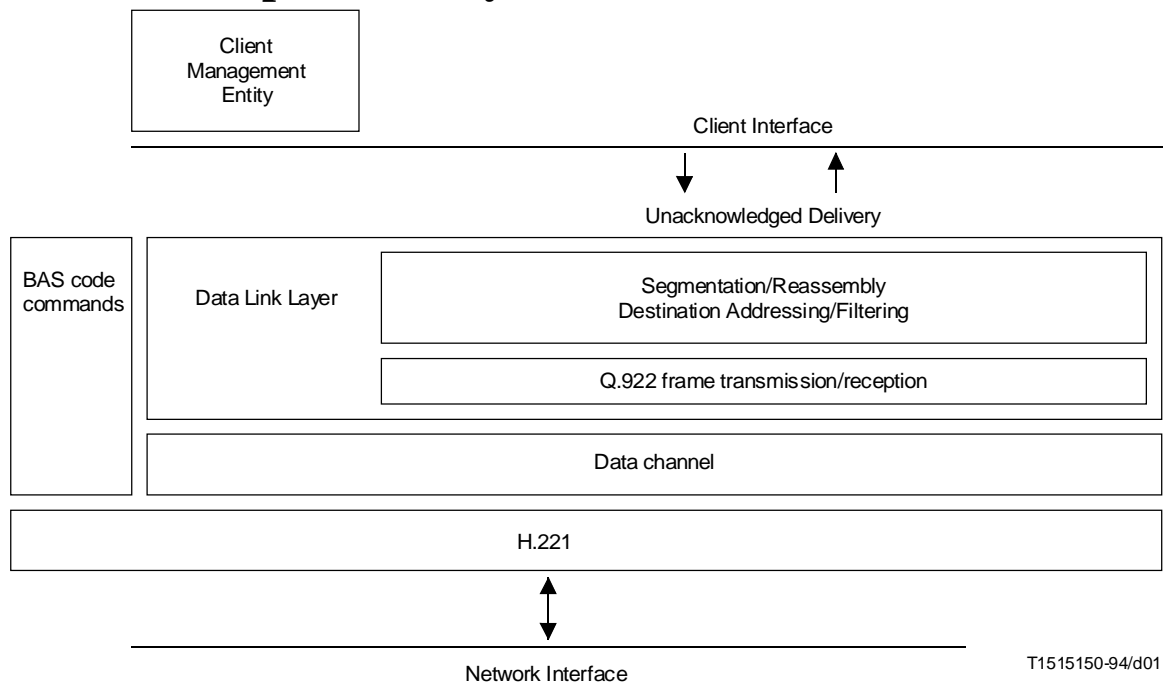 Client
Management
Entity
Client Interface
Unacknowledged Delivery
BAS code
commands
Data Link Layer
Segmentation/Reassembly
Destination Addressing/Filtering
Q.922 frame transmission/reception
Data channel
H.221
Network Interface
T1515150-94/d01